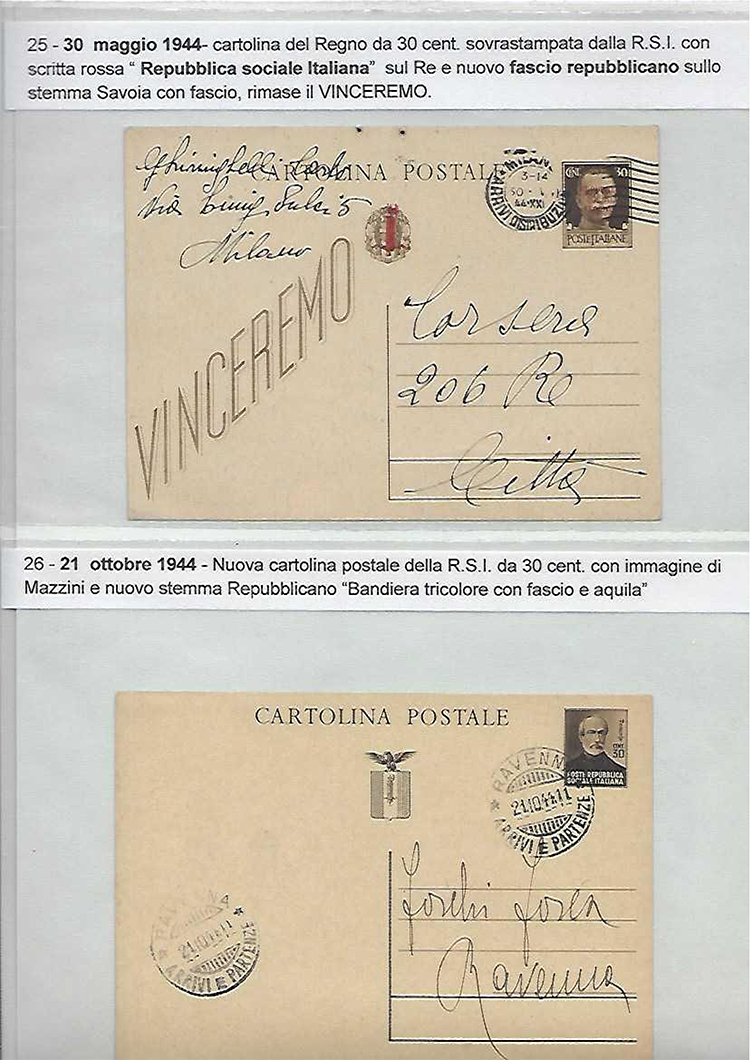 25 - 30 maggio 1944- cartolina del Regno da 30 cent. sovrastampata dalla R.S.I. con
scritta rossa “ Repubblica sociale Italiana” sul Re e nuovo fascio repubblicano sullo
stemma Savoia con fascio, rimase il VINCEREMO.
CARTOLINA POSTALE
Via
Milano
CENT. 30
POSTE ITALIANE
VINCEREMO
Corsera
206 Re
Città
26 - 21 ottobre 1944 - Nuova cartolina postale della R.S.I. da 30 cent. con immagine di
Mazzini e nuovo stemma Repubblicano “Bandiera tricolore con fascio e aquila”
CARTOLINA POSTALE
CENT. 30
POSTE REPUBBLICA
SOCIALE ITALIANA
RAVENNA
21.10.44.11
ARRIVI E PARTENZE
Ravenna
RAVENNA
21.10.44.11
ARRIVI E PARTENZE